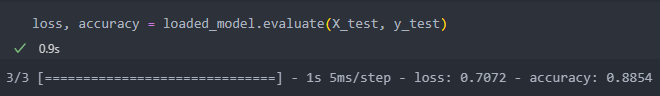 loss, accuracy = loaded_model.evaluate(X_test, y_test)
✓ 0.9s
3/3 [==============================] - 1s 5ms/step - loss: 0.7072 - accuracy: 0.8854